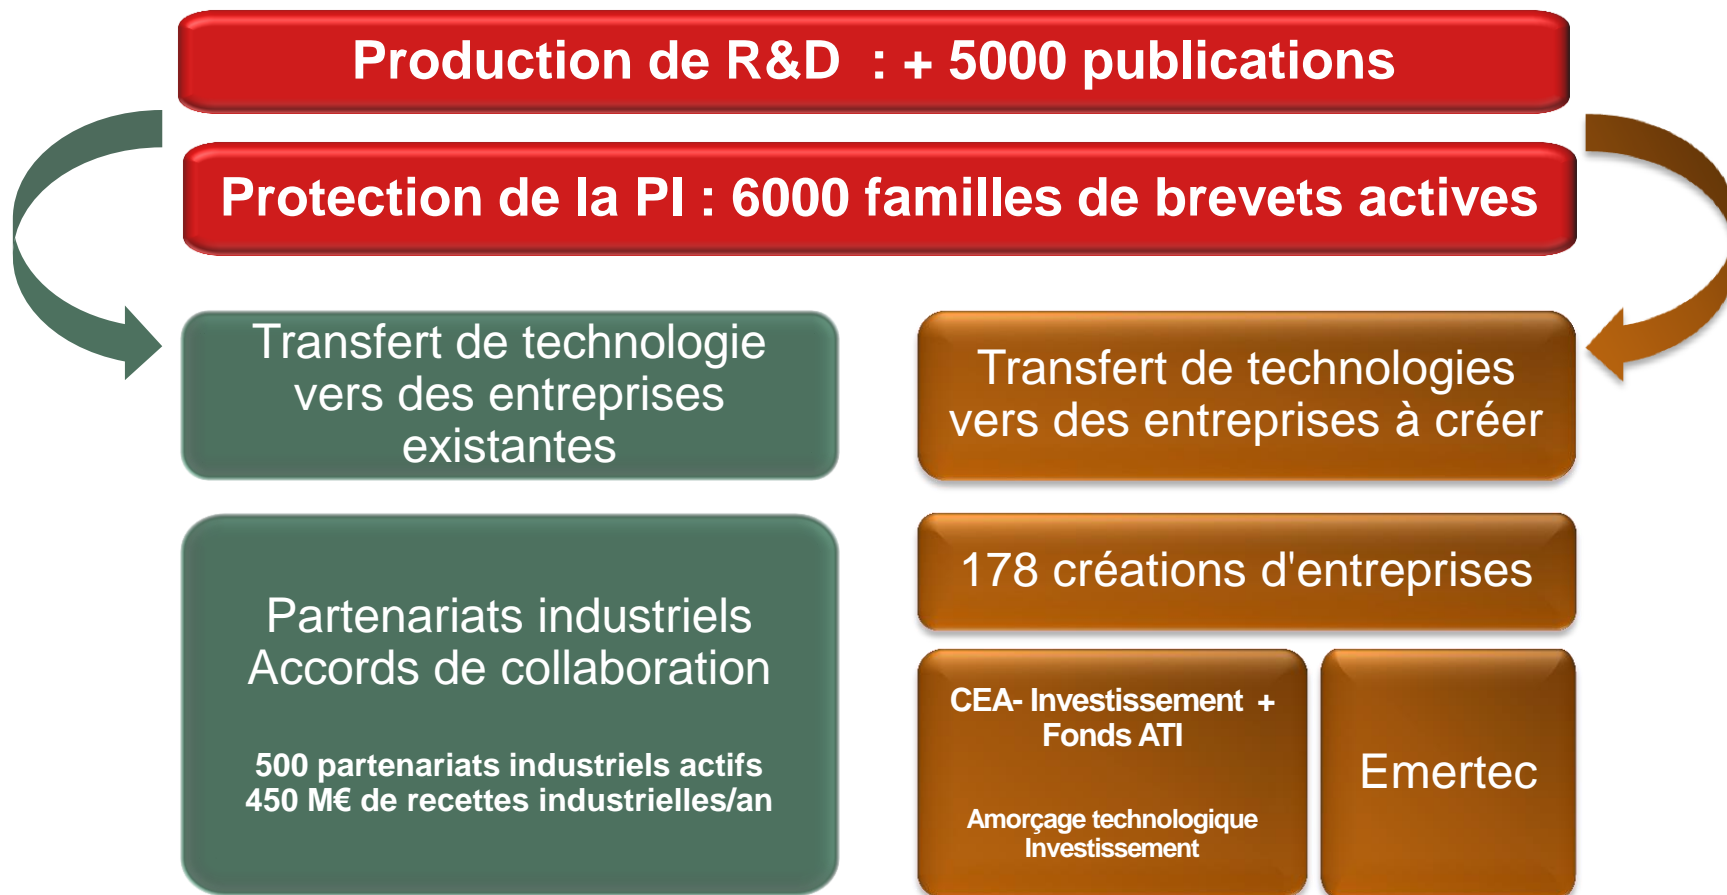 Production de R&D : + 5000 publications
Protection de la PI : 6000 familles de brevets actives
Transfert de technologie
vers des entreprises
existantes
Partenariats industriels
Accords de collaboration
500 partenariats industriels actifs
450 M€ de recettes industrielles/an
Transfert de technologies
vers des entreprises à créer
178 créations d'entreprises
CEA- Investissement +
Fonds ATI
Amorçage technologique
Investissement
Emertec